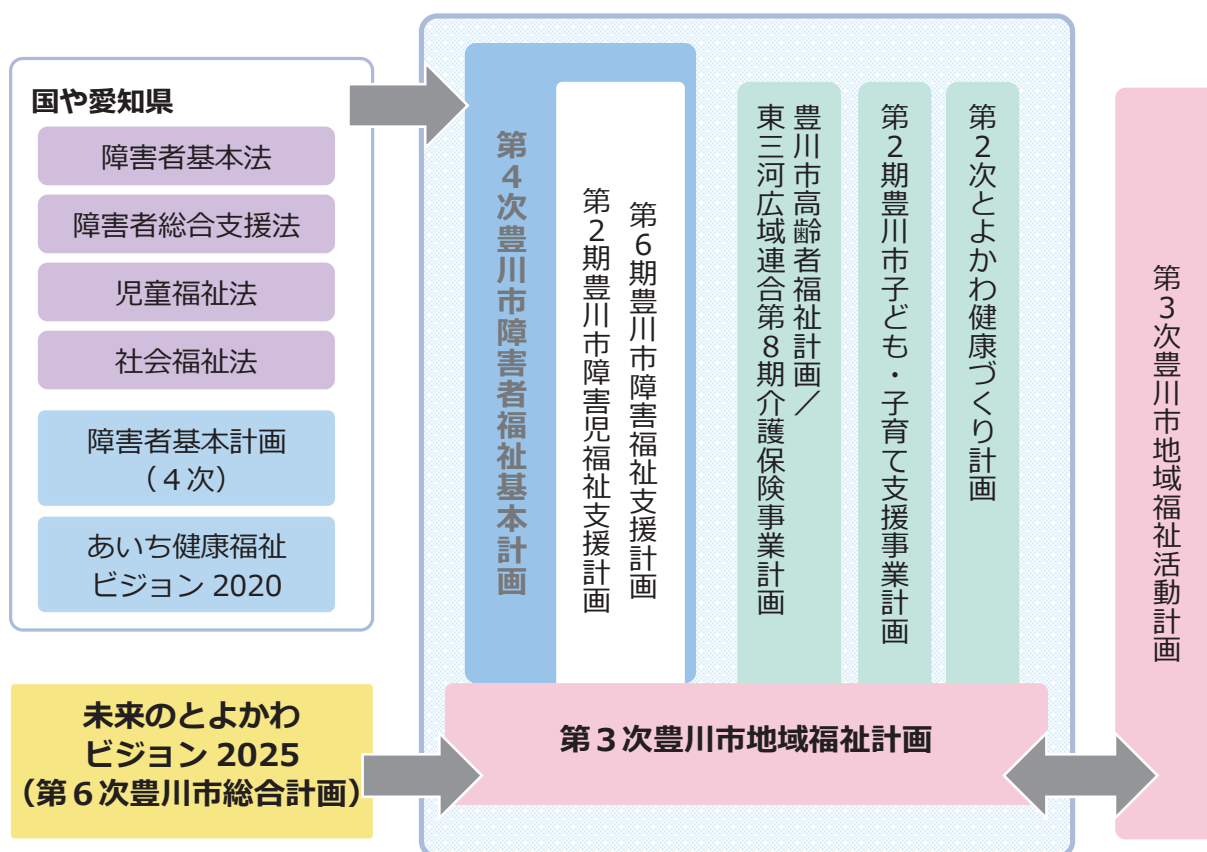 国や愛知県
障害者基本法
障害者総合支援法
児童福祉法
社会福祉法
障害者基本計画
（４次）
あいち健康福祉
ビジョン 2020
未来のとよかわ
ビジョン 2025
（第６次豊川市総合計画）
第４次豊川市障害者福祉基本計画
第６期豊川市障害福祉支援計画
第２期豊川市障害児福祉支援計画
豊川市高齢者福祉計画／
東三河広域連合第８期介護保険事業計画
第２期豊川市子ども・子育て支援事業計画
第２次とよかわ健康づくり計画
第３次豊川市地域福祉計画
第３次豊川市地域福祉活動計画